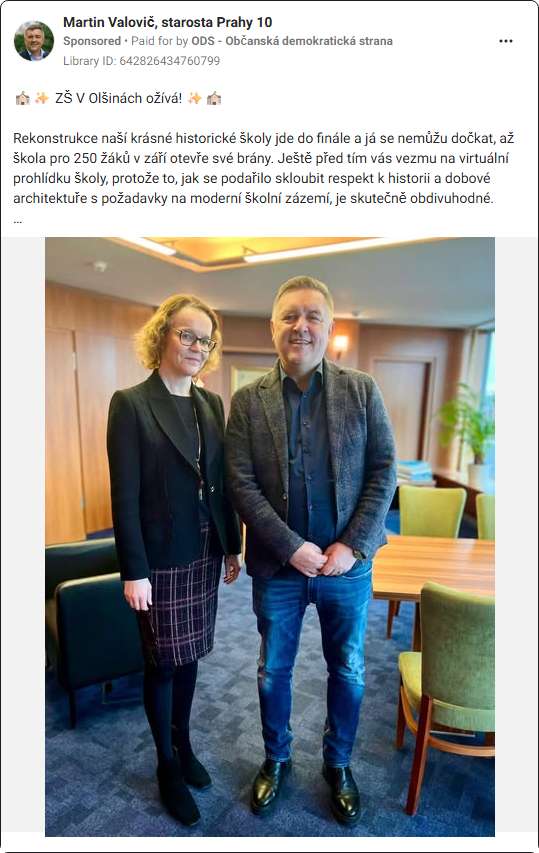 Martin Valovič, starosta Prahy 10
Sponsored • Paid for by ODS - Občanská demokratická strana
Library ID: 642826434760799
🏫✨ ZŠ V Olšinách ožívá! ✨🏫
Rekonstrukce naší krásné historické školy jde do finále a já se nemůžu dočkat, až
škola pro 250 žáků v září otevře své brány. Ještě před tím vás vezmu na virtuální
prohlídku školy, protože to, jak se podařilo skloubit respekt k historii a dobové
architektuře s požadavky na moderní školní zázemí, je skutečně obdivuhodné.
...